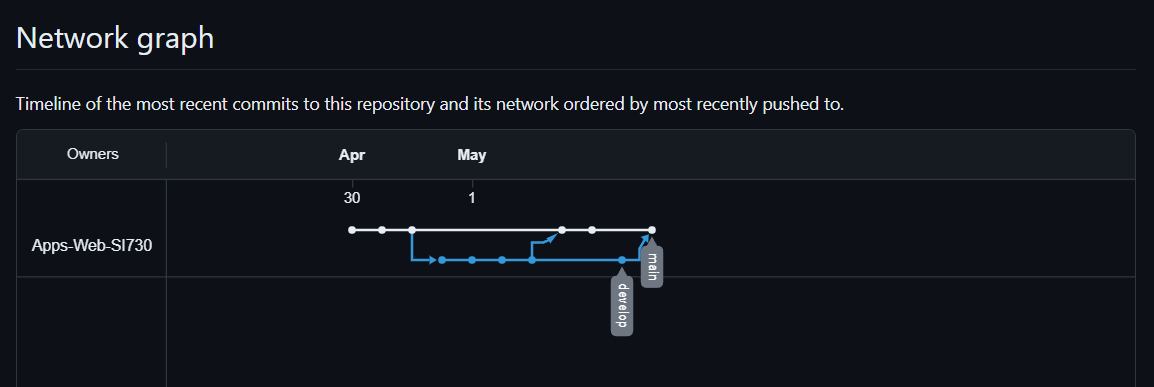 Network graph
Timeline of the most recent commits to this repository and its network ordered by most recently pushed to.
Owners
Apr
May
30
1
Apps-Web-SI730
main
develop